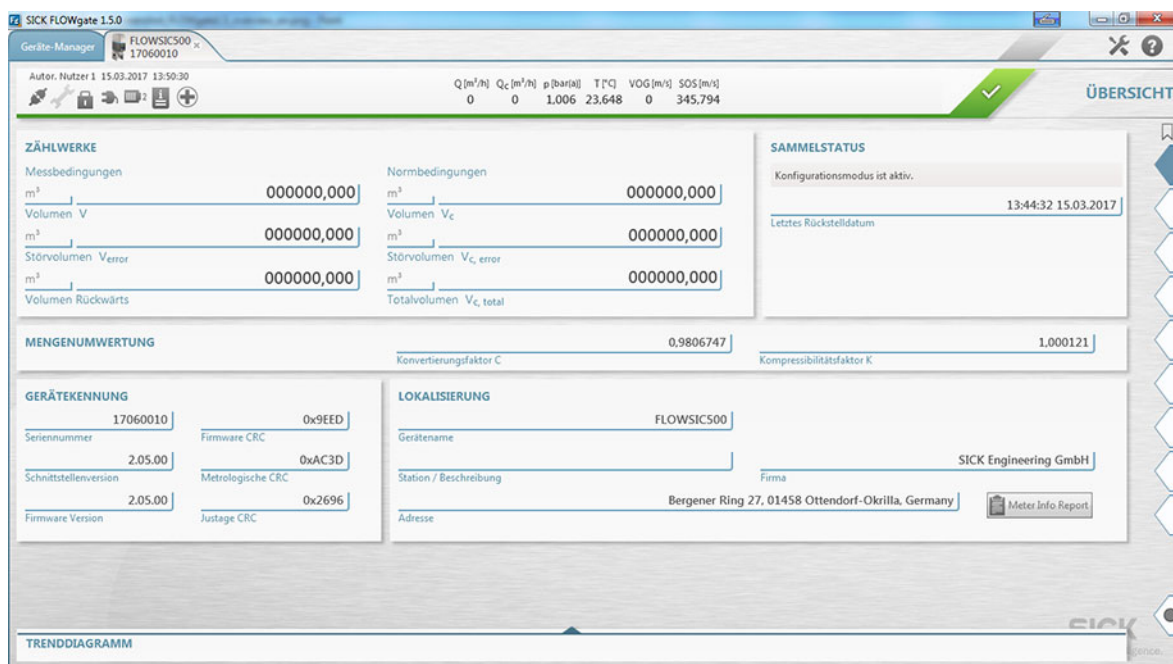 SICK FLOWgate 1.5.0
Geräte-Manager
FLOWSIC500
17060010
Autor. Nutzer 1 15.03.2017 13:50:30
Q [m³/h] Qc [m³/h] p [bar(a)] T [°C] VOG [m/s] SOS [m/s]
0 0 1,006 23,648 0 345,794
ÜBERSICHT
ZÄHLWERKE
Messbedingungen
m³ 000000,000
Volumen V
m³ 000000,000
Störvolumen Verror
m³ 000000,000
Volumen Rückwärts
Normbedingungen
m³ 000000,000
Volumen Vc
m³ 000000,000
Störvolumen Vc, error
m³ 000000,000
Totalvolumen Vc, total
SAMMELSTATUS
Konfigurationsmodus ist aktiv.
13:44:32 15.03.2017
Letztes Rückstelldatum
MENGENUMWERTUNG
0,9806747
Konvertierungsfaktor C
1,000121
Kompressibilitätsfaktor K
GERÄTEKENNUNG
17060010
Seriennummer
0x9EED
Firmware CRC
2.05.00
Schnittstellenversion
0xAC3D
Metrologische CRC
2.05.00
Firmware Version
0x2696
Justage CRC
LOKALISIERUNG
FLOWSIC500
Gerätename
Station / Beschreibung
SICK Engineering GmbH
Firma
Bergener Ring 27, 01458 Ottendorf-Okrilla, Germany
Adresse
Meter Info Report
SICK
TRENDDIAGRAMM